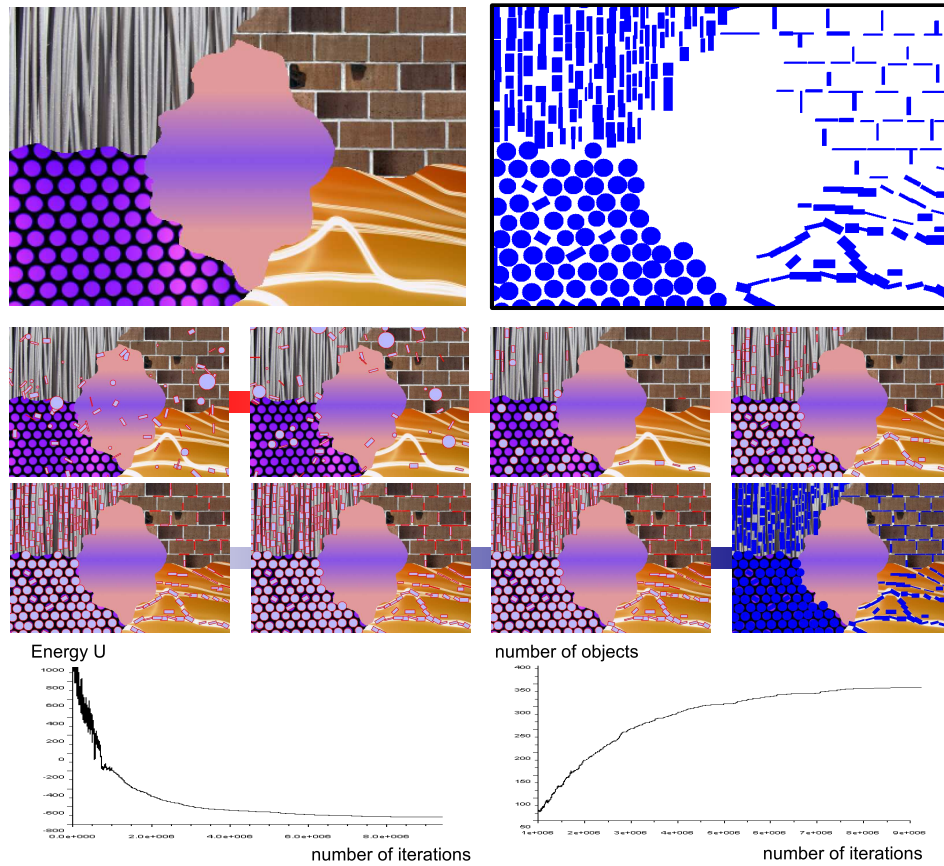 Energy U
1000
800
600
400
200
0
-200
-400
-600
-800
0.0e+000
2.0e+006
4.0e+006
6.0e+006
8.0e+006
number of iterations
number of objects
400
350
300
250
200
150
100
50
1e+006
2e+006
3e+006
4e+006
5e+006
6e+006
7e+006
8e+006
9e+006
number of iterations